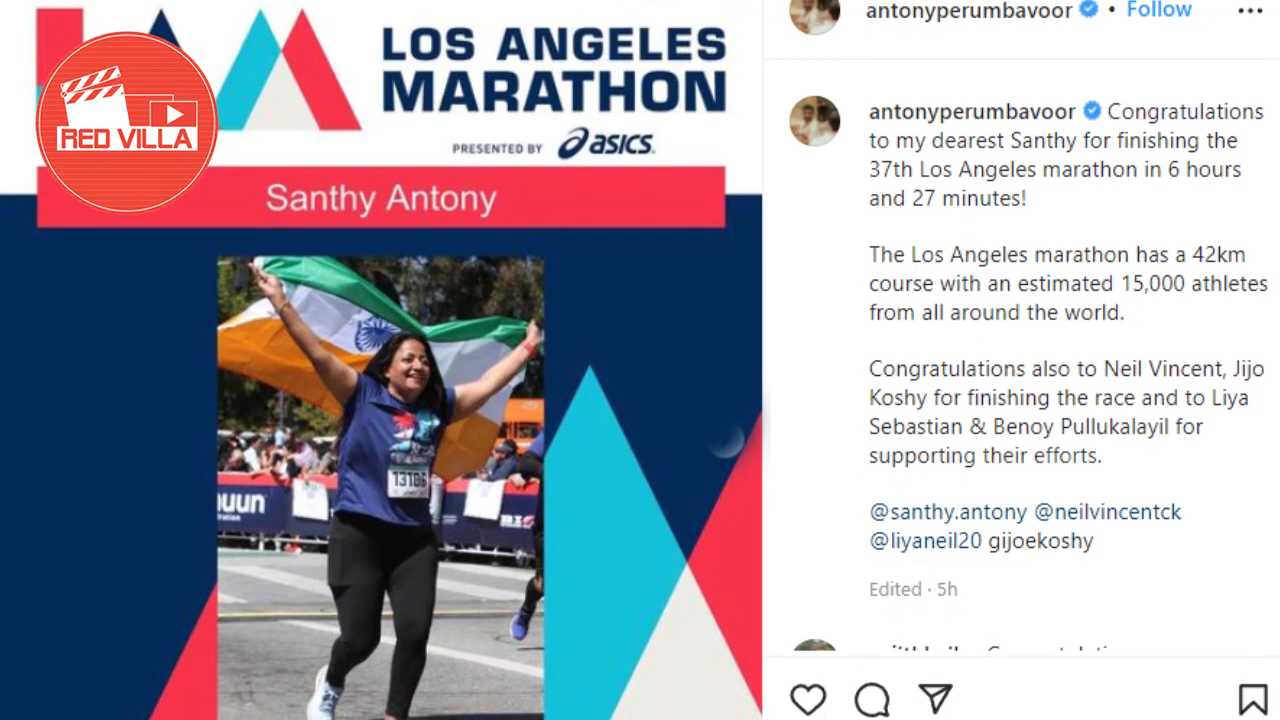 LOS ANGELES
MARATHON
PRESENTED BY asics
RED VILLA
Santhy Antony
13186
antonyperumbavoor • Follow
antonyperumbavoor Congratulations
to my dearest Santhy for finishing the
37th Los Angeles marathon in 6 hours
and 27 minutes!
The Los Angeles marathon has a 42km
course with an estimated 15,000 athletes
from all around the world.
Congratulations also to Neil Vincent, Jijo
Koshy for finishing the race and to Liya
Sebastian & Benoy Pullukalayil for
supporting their efforts.
@santhy.antony @neilvincentck
@liyaneil20 gijoekoshy
Edited · 5h